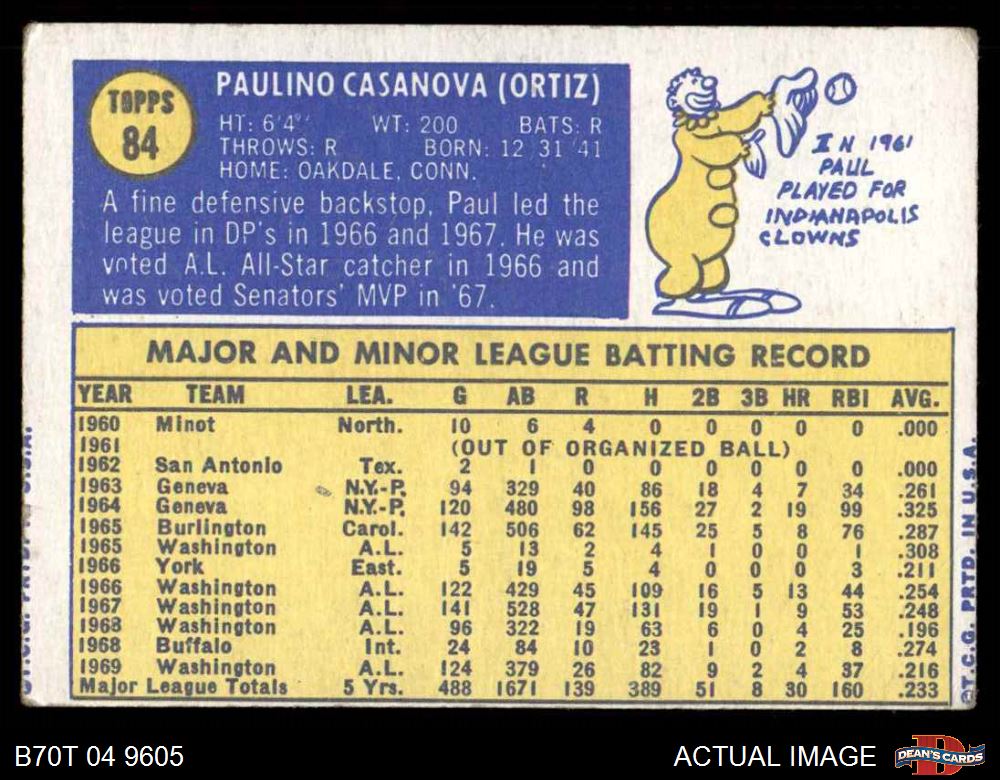 TOPPS
84
PAULINO CASANOVA (ORTIZ)
HT: 6'4" WT: 200 BATS: R
THROWS: R BORN: 12 31 '41
HOME: OAKDALE, CONN.
A fine defensive backstop, Paul led the
league in DP's in 1966 and 1967. He was
voted A.L. All-Star catcher in 1966 and
was voted Senators' MVP in '67.
IN 1961
PAUL
PLAYED FOR
INDIANAPOLIS
CLOWNS
MAJOR AND MINOR LEAGUE BATTING RECORD
YEAR TEAM LEA. G AB R H 2B 3B HR RBI AVG.
1960 Minot North. 10 6 4 0 0 0 0 0 .000
1961 (OUT OF ORGANIZED BALL)
1962 San Antonio Tex. 2 1 0 0 0 0 0 0 .000
1963 Geneva N.Y.-P. 94 329 40 86 18 4 7 34 .261
1964 Geneva N.Y.-P. 120 480 98 156 27 2 19 99 .325
1965 Burlington Carol. 142 506 62 145 25 5 8 76 .287
1965 Washington A.L. 5 13 2 4 1 0 0 1 .308
1966 York East. 5 19 5 4 0 0 0 3 .211
1966 Washington A.L. 122 429 45 109 16 5 13 44 .254
1967 Washington A.L. 141 528 47 131 19 1 9 53 .248
1968 Washington A.L. 96 322 19 63 6 0 4 25 .196
1968 Buffalo Int. 24 84 10 23 1 0 2 8 .274
1969 Washington A.L. 124 379 26 82 9 2 4 37 .216
Major League Totals 5 Yrs. 488 1671 139 389 51 8 30 160 .233
©T.C.G. PRTD. IN U.S.A.
B70T 04 9605
ACTUAL IMAGE
DEAN'S CARDS